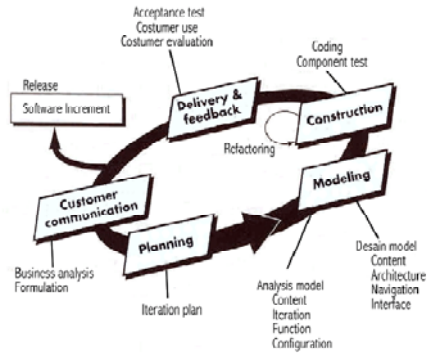 Acceptance test
Costumer use
Costumer evaluation
Release
Software Increment
Delivery &
feedback
Coding
Component test
Construction
Refactoring
Modeling
Customer
communication
Planning
Business analysis
Formulation
Iteration plan
Analysis model
Content
Iteration
Function
Configuration
Desain model
Content
Architecture
Navigation
Interface